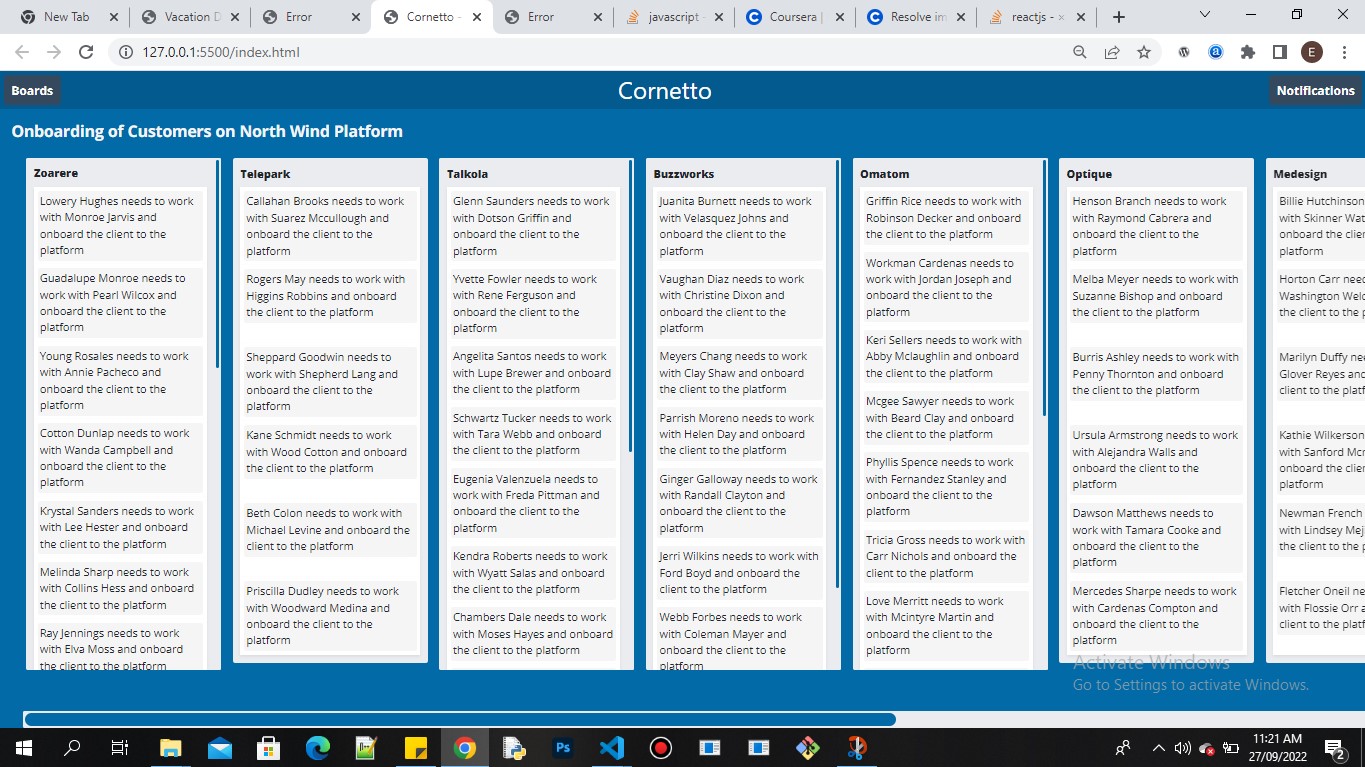 New Tab
Vacation D
Error
Cornetto -
Error
javascript -
Coursera |
Resolve im
reactjs -
127.0.0.1:5500/index.html
E
Boards
Cornetto
Notifications
Onboarding of Customers on North Wind Platform
Zoarere
Lowery Hughes needs to work
with Monroe Jarvis and
onboard the client to the
platform
Guadalupe Monroe needs to
work with Pearl Wilcox and
onboard the client to the
platform
Young Rosales needs to work
with Annie Pacheco and
onboard the client to the
platform
Cotton Dunlap needs to work
with Wanda Campbell and
onboard the client to the
platform
Krystal Sanders needs to work
with Lee Hester and onboard
the client to the platform
Melinda Sharp needs to work
with Collins Hess and onboard
the client to the platform
Ray Jennings needs to work
with Elva Moss and onboard
the client to the platform
Telepark
Callahan Brooks needs to work
with Suarez Mccullough and
onboard the client to the
platform
Rogers May needs to work with
Higgins Robbins and onboard
the client to the platform
Sheppard Goodwin needs to
work with Shepherd Lang and
onboard the client to the
platform
Kane Schmidt needs to work
with Wood Cotton and onboard
the client to the platform
Beth Colon needs to work with
Michael Levine and onboard the
client to the platform
Priscilla Dudley needs to work
with Woodward Medina and
onboard the client to the
platform
Talkola
Glenn Saunders needs to work
with Dotson Griffin and
onboard the client to the
platform
Yvette Fowler needs to work
with Rene Ferguson and
onboard the client to the
platform
Angelita Santos needs to work
with Lupe Brewer and onboard
the client to the platform
Schwartz Tucker needs to work
with Tara Webb and onboard
the client to the platform
Eugenia Valenzuela needs to
work with Freda Pittman and
onboard the client to the
platform
Kendra Roberts needs to work
with Wyatt Salas and onboard
the client to the platform
Chambers Dale needs to work
with Moses Hayes and onboard
the client to the platform
Buzzworks
Juanita Burnett needs to work
with Velasquez Johns and
onboard the client to the
platform
Vaughan Diaz needs to work
with Christine Dixon and
onboard the client to the
platform
Meyers Chang needs to work
with Clay Shaw and onboard
the client to the platform
Parrish Moreno needs to work
with Helen Day and onboard
the client to the platform
Ginger Galloway needs to work
with Randall Clayton and
onboard the client to the
platform
Jerri Wilkins needs to work with
Ford Boyd and onboard the
client to the platform
Webb Forbes needs to work
with Coleman Mayer and
onboard the client to the
platform
Omatom
Griffin Rice needs to work with
Robinson Decker and onboard
the client to the platform
Workman Cardenas needs to
work with Jordan Joseph and
onboard the client to the
platform
Keri Sellers needs to work with
Abby Mclaughlin and onboard
the client to the platform
Mcgee Sawyer needs to work
with Beard Clay and onboard
the client to the platform
Phyllis Spence needs to work
with Fernandez Stanley and
onboard the client to the
platform
Tricia Gross needs to work with
Carr Nichols and onboard the
client to the platform
Love Merritt needs to work
with Mcintyre Martin and
onboard the client to the
platform
Optique
Henson Branch needs to work
with Raymond Cabrera and
onboard the client to the
platform
Melba Meyer needs to work with
Suzanne Bishop and onboard
the client to the platform
Burris Ashley needs to work with
Penny Thornton and onboard
the client to the platform
Ursula Armstrong needs to work
with Alejandra Walls and
onboard the client to the
platform
Dawson Matthews needs to
work with Tamara Cooke and
onboard the client to the
platform
Mercedes Sharpe needs to work
with Cardenas Compton and
onboard the client to the
platform
Medesign
Billie Hutchinson
with Skinner Wat
onboard the clien
platform
Horton Carr need
Washington Welc
the client to the p
Marilyn Duffy nee
Glover Reyes and
client to the platf
Kathie Wilkerson
with Sanford Mcr
onboard the clien
platform
Newman French
with Lindsey Mej
the client to the p
Fletcher Oneil ne
with Flossie Orr a
client to the platf
Activate Windows
Go to Settings to activate Windows.
Ps
11:21 AM
27/09/2022
2